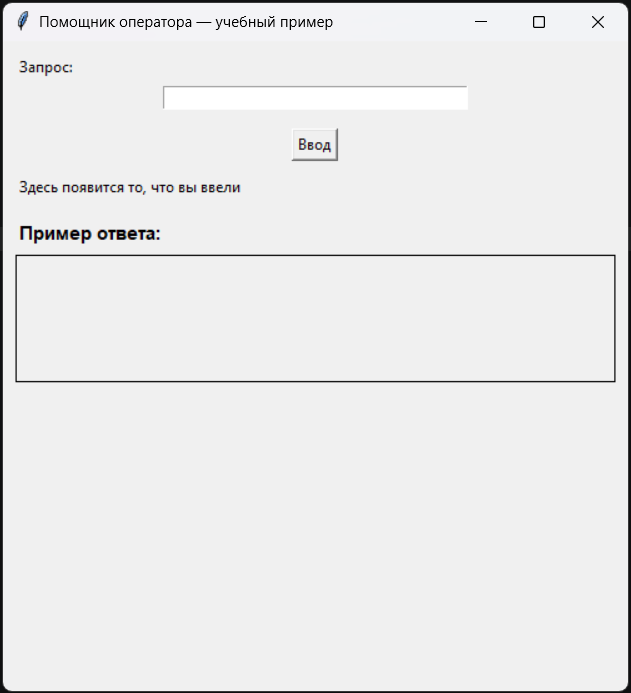 Помощник оператора — учебный пример
Запрос:
Ввод
Здесь появится то, что вы ввели
Пример ответа: